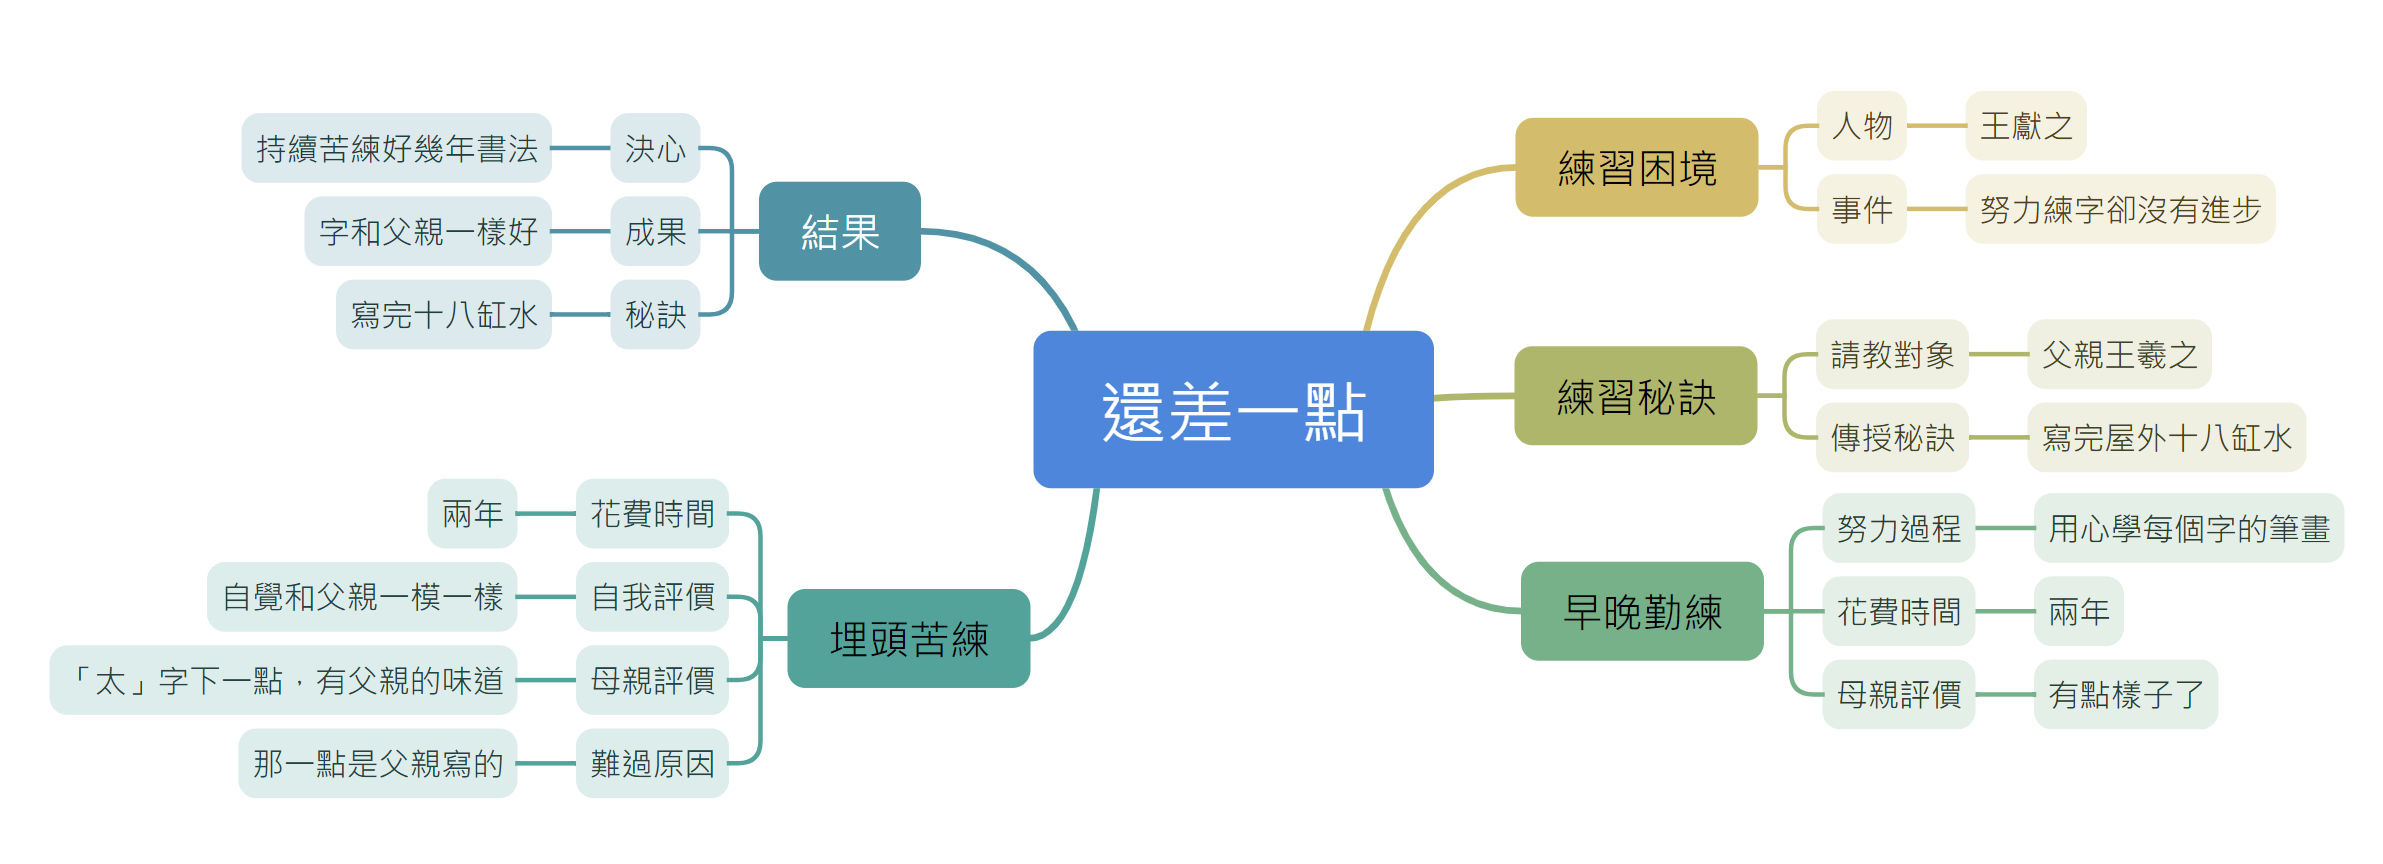 還差一點
練習困境
人物
王獻之
事件
努力練字卻沒有進步
練習秘訣
請教對象
父親王羲之
傳授秘訣
寫完屋外十八缸水
早晚勤練
努力過程
用心學每個字的筆畫
花費時間
兩年
母親評價
有點樣子了
埋頭苦練
花費時間
兩年
自我評價
自覺和父親一模一樣
母親評價
「太」字下一點，有父親的味道
難過原因
那一點是父親寫的
結果
決心
持續苦練好幾年書法
成果
字和父親一樣好
秘訣
寫完十八缸水